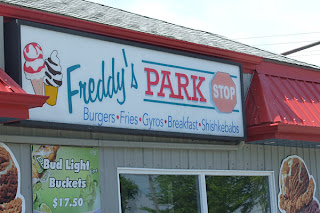 Freddy's PARK STOP
Burgers•Fries•Gyros•Breakfast•Shishkebabs
Bud Light
Buckets
$17.50